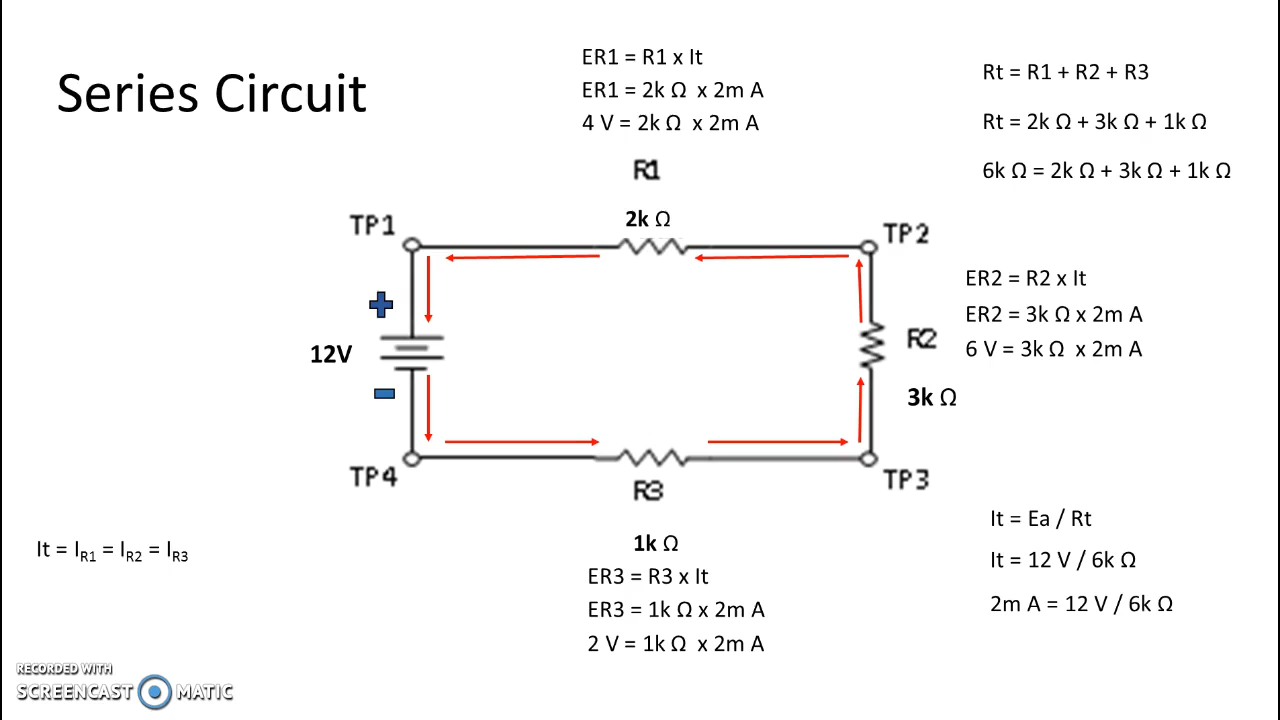 Series Circuit
ER1 = R1 x It
ER1 = 2k Ω x 2m A
4 V = 2k Ω x 2m A
Rt = R1 + R2 + R3
Rt = 2k Ω + 3k Ω + 1k Ω
6k Ω = 2k Ω + 3k Ω + 1k Ω
R1
2k Ω
TP1
TP2
+
12V
-
R2
3k Ω
ER2 = R2 x It
ER2 = 3k Ω x 2m A
6 V = 3k Ω x 2m A
TP4
R3
TP3
1k Ω
ER3 = R3 x It
ER3 = 1k Ω x 2m A
2 V = 1k Ω x 2m A
It = Ea / Rt
It = 12 V / 6k Ω
2m A = 12 V / 6k Ω
It = IR1 = IR2 = IR3
RECORDED WITH
SCREENCAST MATIC